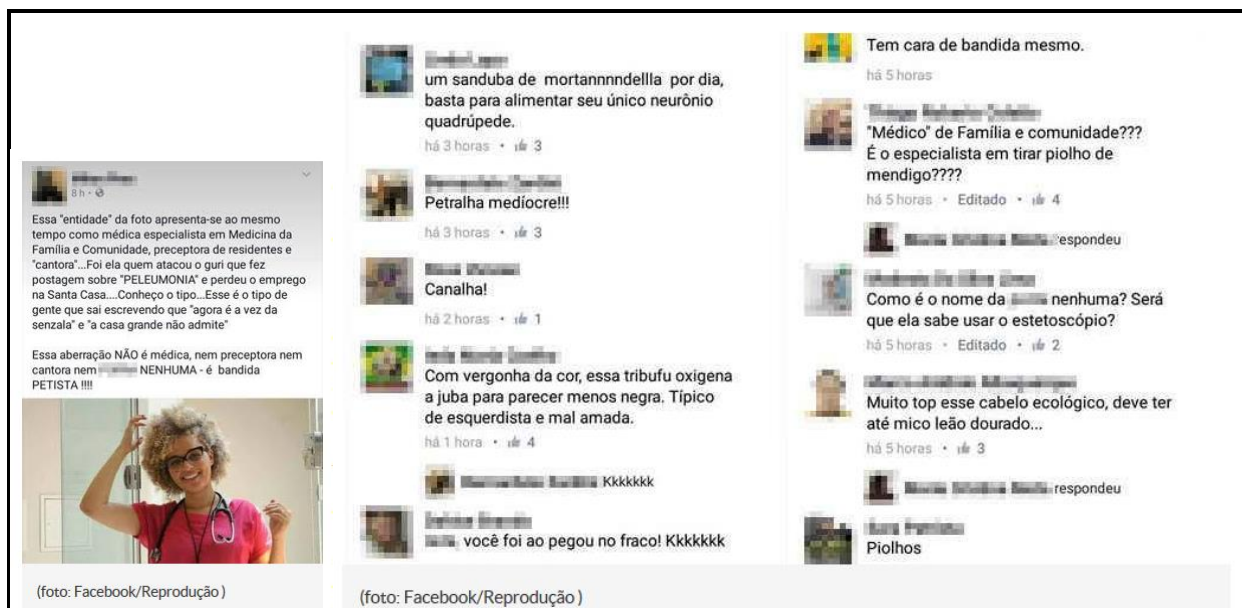 8 h
Essa "entidade" da foto apresenta-se ao mesmo
tempo como médica especialista em Medicina da
Família e Comunidade, preceptora de residentes e
"cantora"...Foi ela quem atacou o guri que fez
postagem sobre "PELEUMONIA" e perdeu o emprego
na Santa Casa....Conheço o tipo...Esse é o tipo de
gente que sai escrevendo que "agora é a vez da
senzala" e "a casa grande não admite"
Essa aberração NÃO é médica, nem preceptora nem
cantora nem NENHUMA - é bandida
PETISTA !!!!
(foto: Facebook/Reprodução )
um sanduba de mortannnndellla por dia,
basta para alimentar seu único neurônio
quadrúpede.
há 3 horas • 3
Petralha medíocre!!!
há 3 horas • 3
Canalha!
há 2 horas • 1
Com vergonha da cor, essa tribufu oxigena
a juba para parecer menos negra. Típico
de esquerdista e mal amada.
há 1 hora • 4
Kkkkkkk
, você foi ao pegou no fraco! Kkkkkkk
(foto: Facebook/Reprodução )
Tem cara de bandida mesmo.
há 5 horas
"Médico" de Família e comunidade???
É o especialista em tirar piolho de
mendigo????
há 5 horas • Editado • 4
respondeu
Como é o nome da nenhuma? Será
que ela sabe usar o estetoscópio?
há 5 horas • Editado • 2
Muito top esse cabelo ecológico, deve ter
até mico leão dourado...
há 5 horas • 3
respondeu
Piolhos